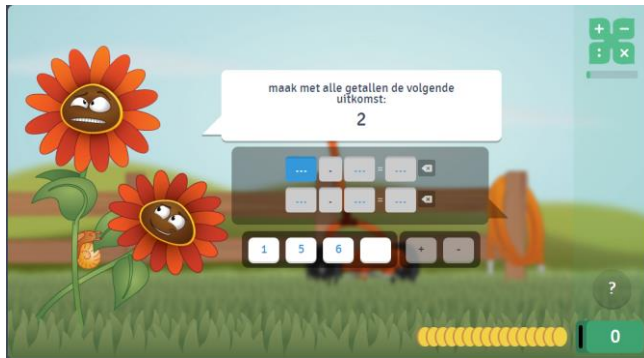 + -
: x
maak met alle getallen de volgende
uitkomst:
2
--- . --- = ---
--- . --- = ---
1 5 6 + -
?
0